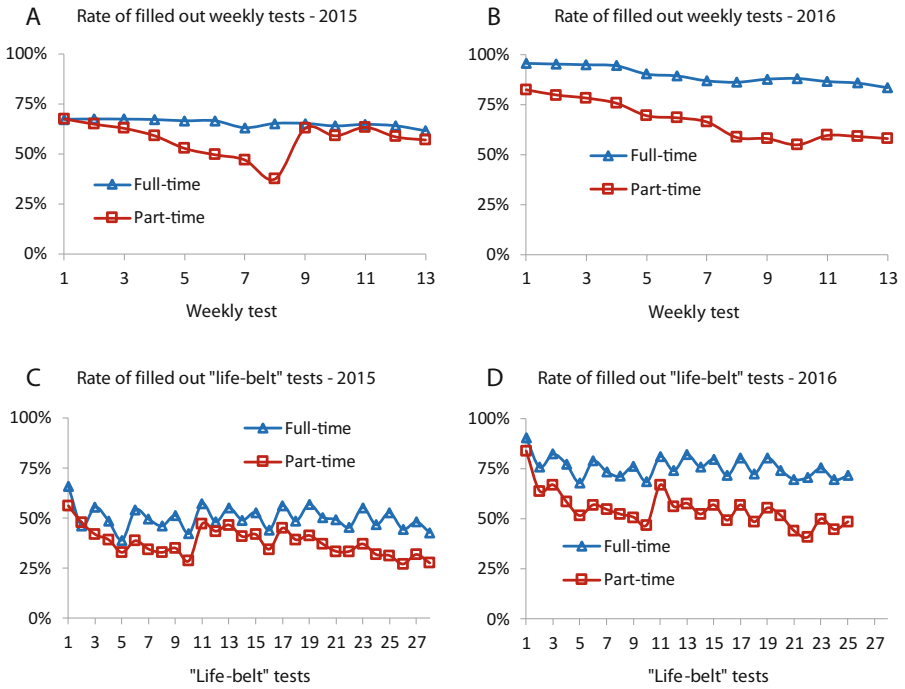 A Rate of filled out weekly tests - 2015
100%
75%
50%
25%
0%
Full-time
Part-time
1 3 5 7 9 11 13
Weekly test
B Rate of filled out weekly tests - 2016
100%
75%
50%
25%
0%
Full-time
Part-time
1 3 5 7 9 11 13
Weekly test
C Rate of filled out "life-belt" tests - 2015
100%
75%
50%
25%
0%
Full-time
Part-time
1 3 5 7 9 11 13 15 17 19 21 23 25 27
"Life-belt" tests
D Rate of filled out "life-belt" tests - 2016
100%
75%
50%
25%
0%
Full-time
Part-time
1 3 5 7 9 11 13 15 17 19 21 23 25 27
"Life-belt" tests